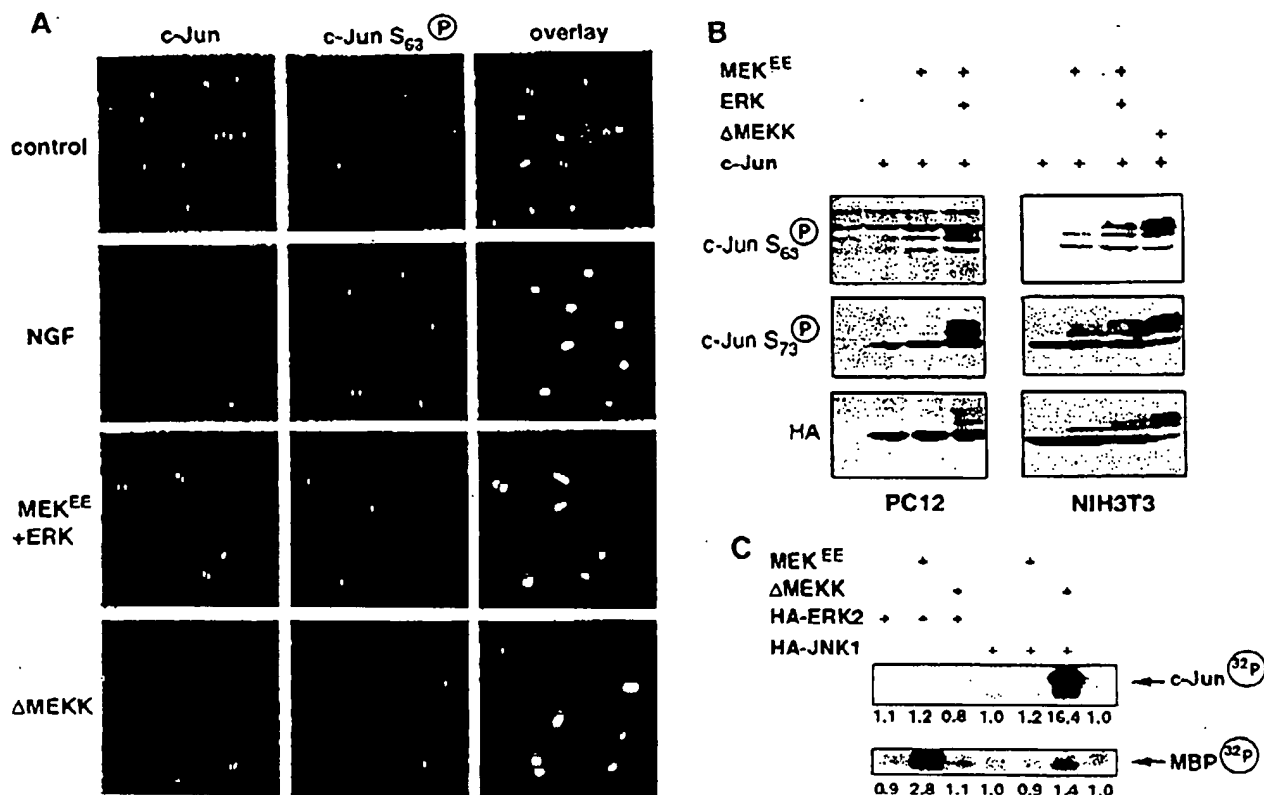 A
c-Jun c-Jun S63 Ⓟ overlay
control
NGF
MEK EE
+ERK
ΔMEKK
B
MEK EE + + + +
ERK + +
ΔMEKK +
c-Jun + + + + + + +
c-Jun S63 Ⓟ
c-Jun S73 Ⓟ
HA
PC12 NIH3T3
C
MEK EE + +
ΔMEKK + +
HA-ERK2 + + +
HA-JNK1 + + +
c-Jun 32P
1.1 1.2 0.8 1.0 1.2 16.4 1.0
MBP 32P
0.9 2.8 1.1 1.0 0.9 1.4 1.0